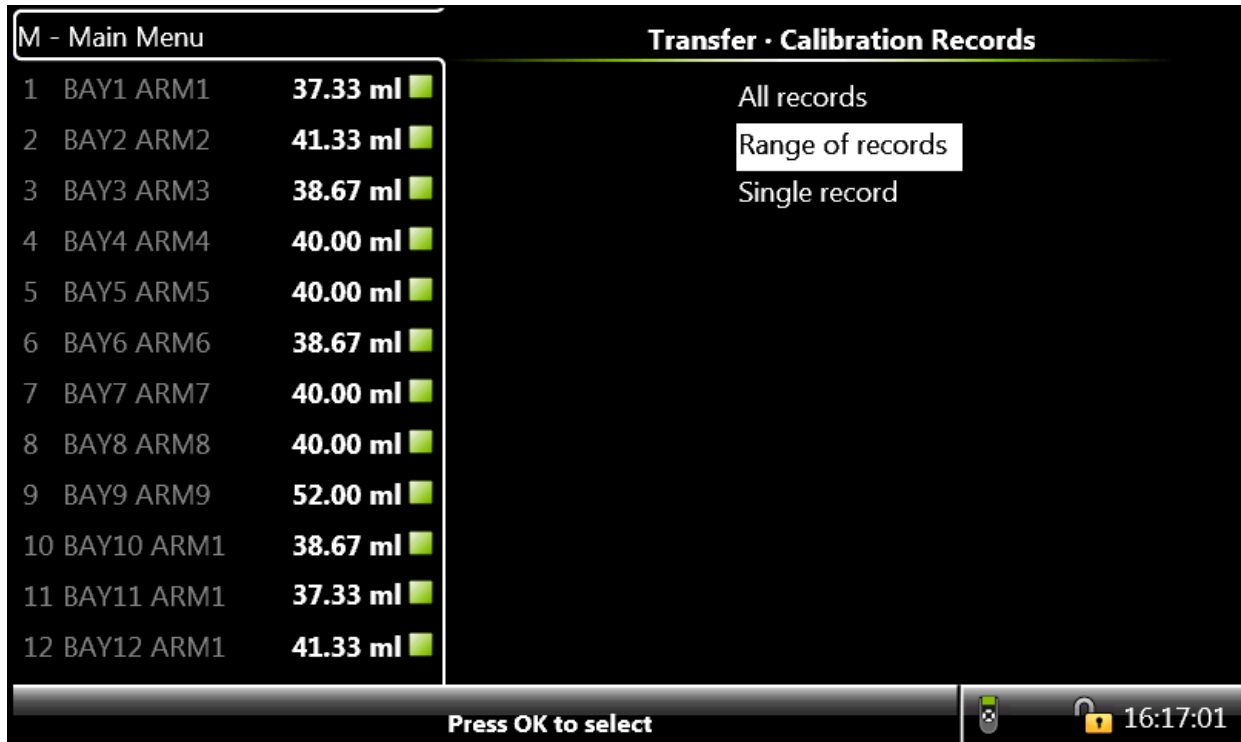 M - Main Menu
1 BAY1 ARM1 37.33 ml
2 BAY2 ARM2 41.33 ml
3 BAY3 ARM3 38.67 ml
4 BAY4 ARM4 40.00 ml
5 BAY5 ARM5 40.00 ml
6 BAY6 ARM6 38.67 ml
7 BAY7 ARM7 40.00 ml
8 BAY8 ARM8 40.00 ml
9 BAY9 ARM9 52.00 ml
10 BAY10 ARM1 38.67 ml
11 BAY11 ARM1 37.33 ml
12 BAY12 ARM1 41.33 ml
Transfer · Calibration Records
All records
Range of records
Single record
Press OK to select
16:17:01